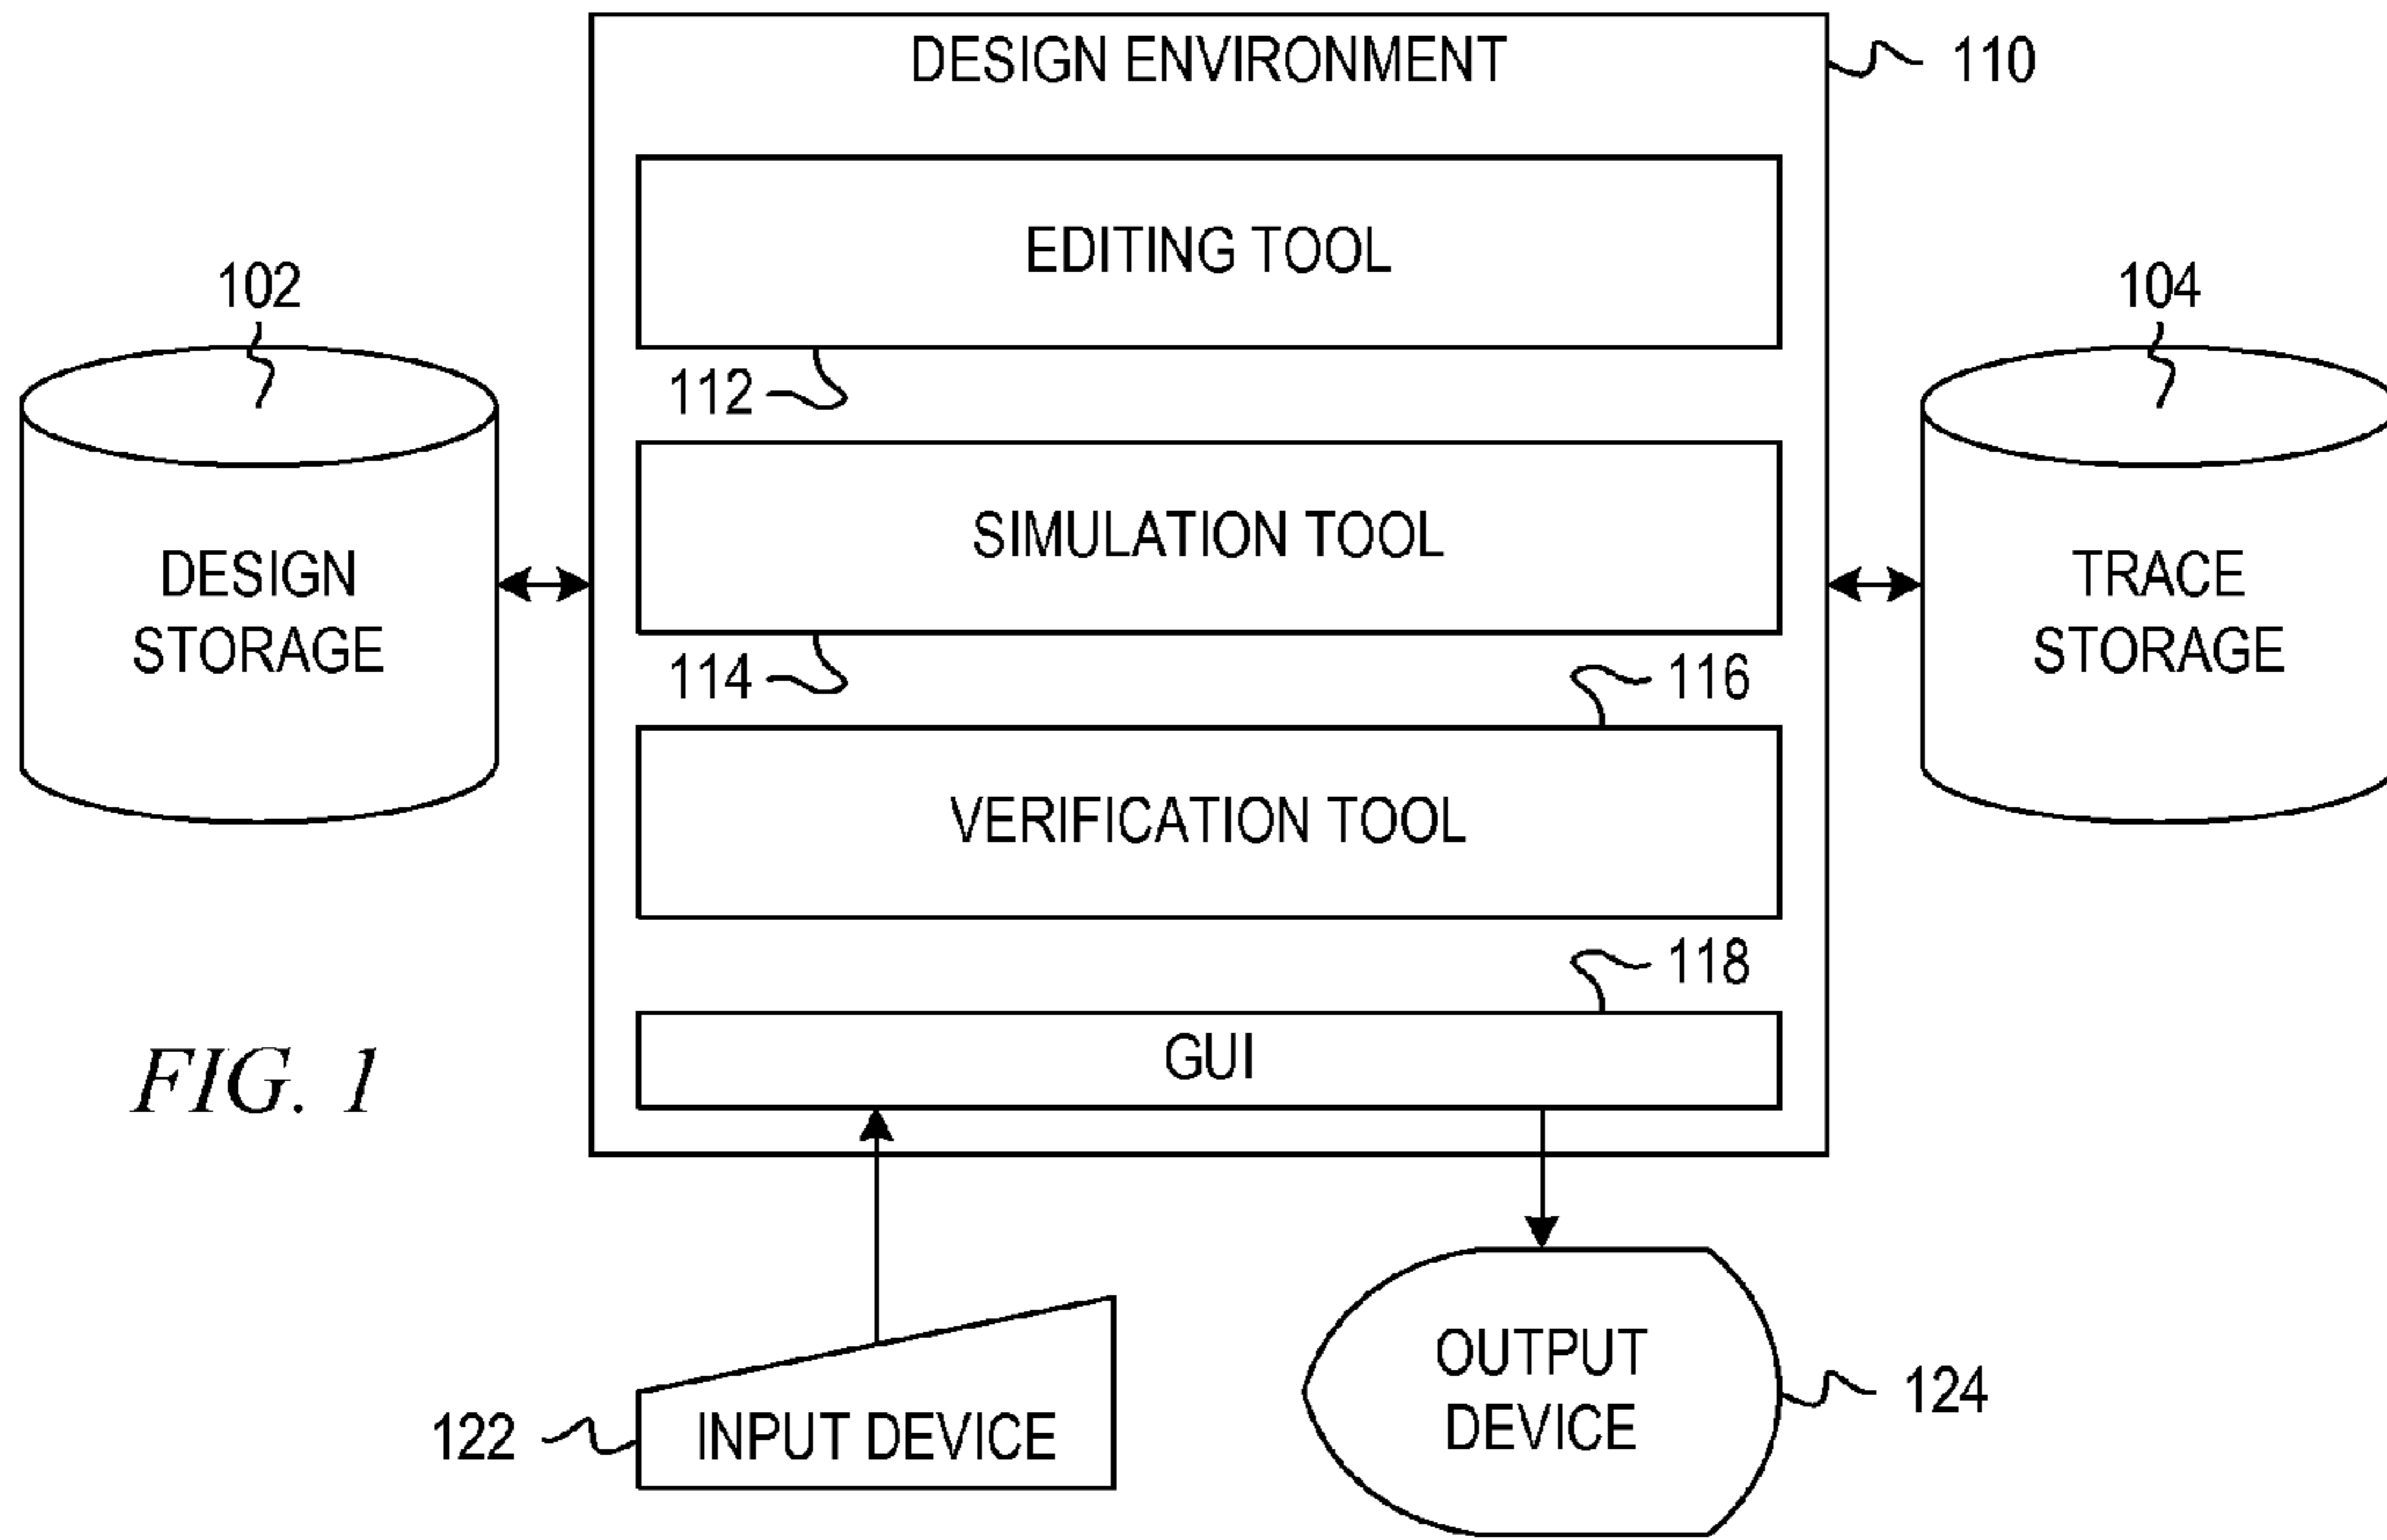 DESIGN ENVIRONMENT
110
EDITING TOOL
102
104
112
SIMULATION TOOL
DESIGN
STORAGE
TRACE
STORAGE
114
116
VERIFICATION TOOL
118
GUI
FIG. 1
OUTPUT
DEVICE
124
122
INPUT DEVICE